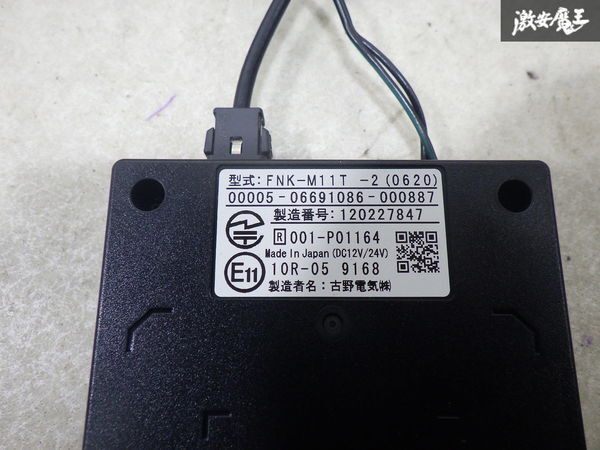 激安魔王
型式：FNK-M11T -2(0620)
00005-06691086-000887
製造番号：120227847
R 001-P01164
Made in Japan (DC12V/24V)
E11 10R-05 9168
製造者名：古野電気㈱